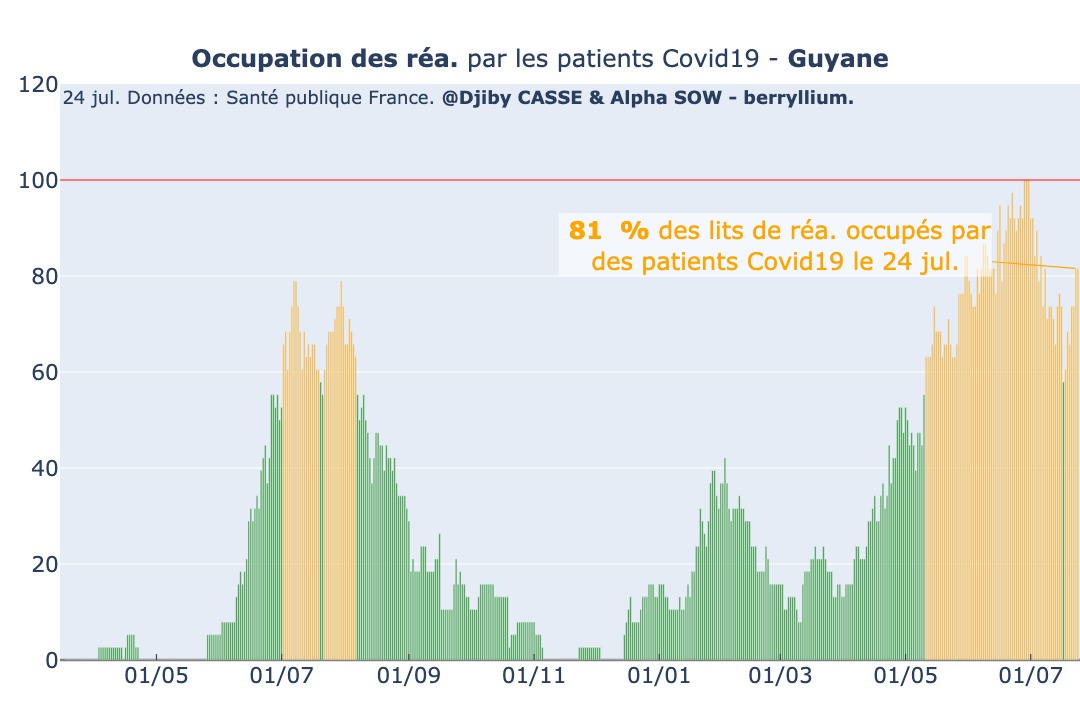 Occupation des réa. par les patients Covid19 - Guyane
120
24 jul. Données : Santé publique France. @Djiby CASSE & Alpha SOW - berryllium.
100
81 % des lits de réa. occupés par
des patients Covid19 le 24 jul.
80
60
40
20
0
01/05 01/07 01/09 01/11 01/01 01/03 01/05 01/07